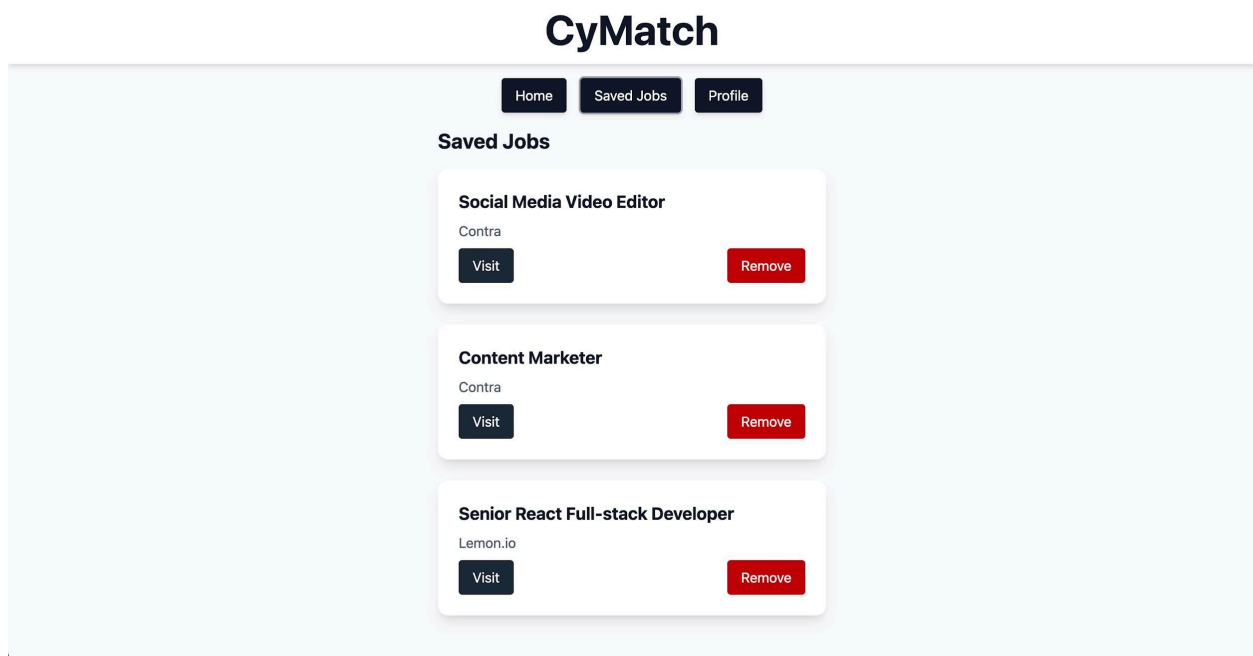 CyMatch
Home Saved Jobs Profile
Saved Jobs
Social Media Video Editor
Contra
Visit Remove
Content Marketer
Contra
Visit Remove
Senior React Full-stack Developer
Lemon.io
Visit Remove